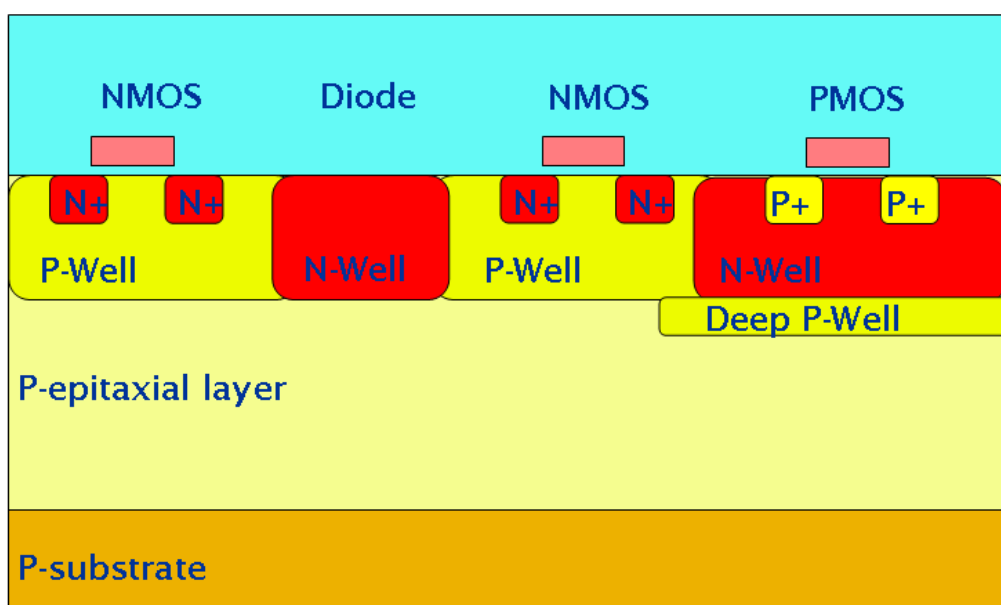 NMOS Diode NMOS PMOS
N+ N+ N+ N+ P+ P+
P-Well N-Well P-Well N-Well
Deep P-Well
P-epitaxial layer
P-substrate